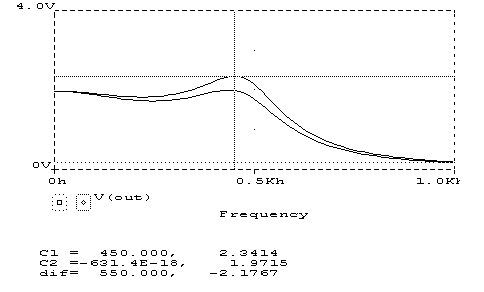 4.0V
0V
0h 0.5Kh 1.0Kh
V(out)
Frequency
C1 = 450.000, 2.3414
C2 =-631.4E-18, 1.9715
dif= 550.000, -2.1767